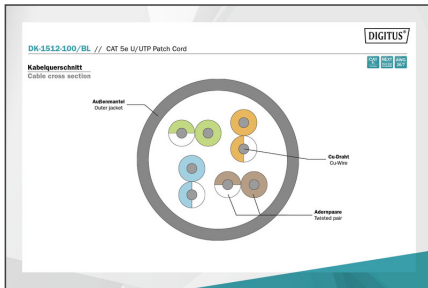 DIGITUS®
DK-1512-100/BL // CAT 5e U/UTP Patch Cord
Kabelquerschnitt
Cable cross section
Außenmantel
Outer jacket
Cu-Draht
Cu-Wire
Adernpaare
Twisted pair